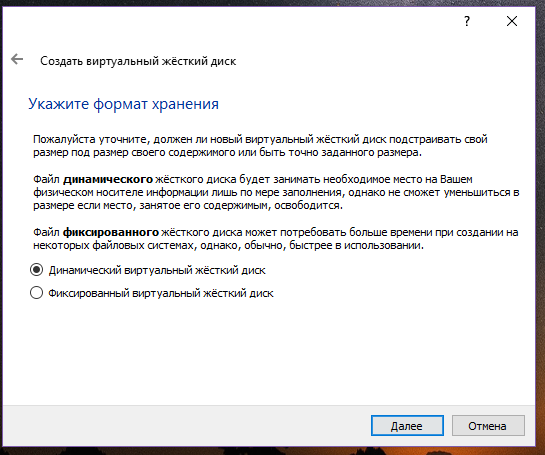 ?
Создать виртуальный жёсткий диск
Укажите формат хранения
Пожалуйста уточните, должен ли новый виртуальный жёсткий диск подстраивать свой
размер под размер своего содержимого или быть точно заданного размера.
Файл динамического жёсткого диска будет занимать необходимое место на Вашем
физическом носителе информации лишь по мере заполнения, однако не сможет уменьшиться в
размере если место, занятое его содержимым, освободится.
Файл фиксированного жёсткого диска может потребовать больше времени при создании на
некоторых файловых системах, однако, обычно, быстрее в использовании.
Динамический виртуальный жёсткий диск
Фиксированный виртуальный жёсткий диск
Далее
Отмена